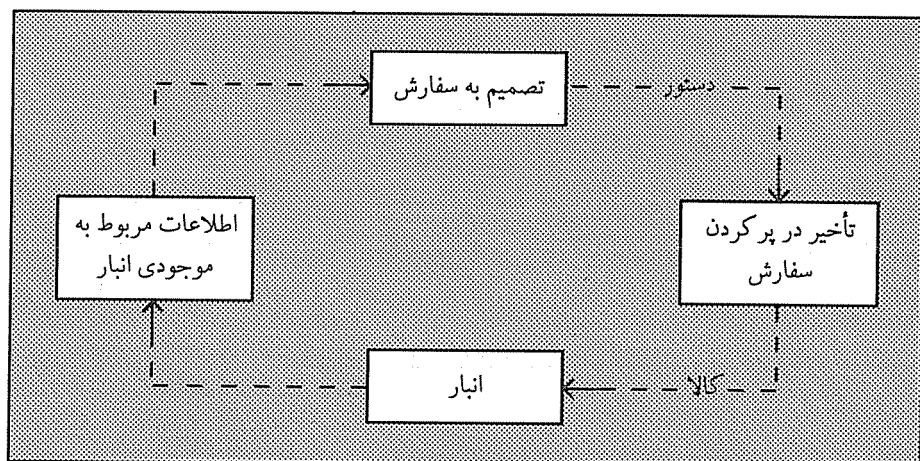 تصمیم به سفارش
دستور
اطلاعات مربوط به
موجودی انبار
تأخیر در پر کردن
سفارش
انبار
کالا